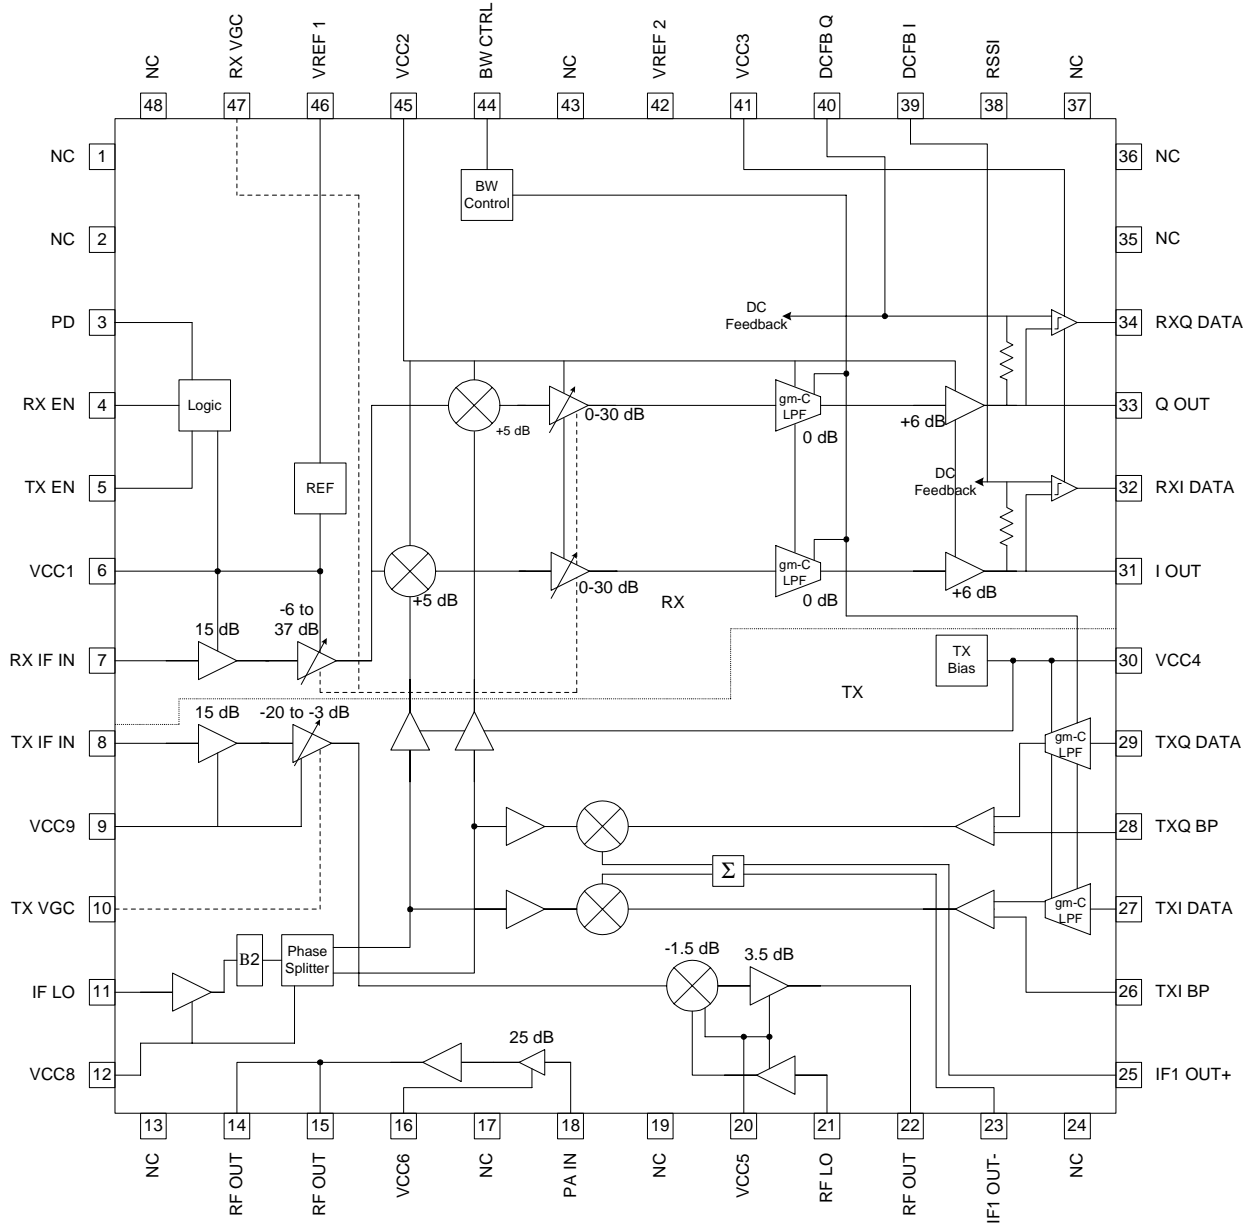 NC
RX VGC
VREF 1
VCC2
BW CTRL
NC
VREF 2
VCC3
DCFB Q
DCFB I
RSSI
NC
48
47
46
45
44
43
42
41
40
39
38
37
NC 1
36 NC
BW
Control
NC 2
35 NC
PD 3
DC
Feedback
34 RXQ DATA
RX EN 4
Logic
+5 dB
0-30 dB
gm-C
LPF
0 dB
+6 dB
33 Q OUT
TX EN 5
REF
DC
Feedback
32 RXI DATA
VCC1 6
+5 dB
0-30 dB
RX
gm-C
LPF
0 dB
+6 dB
31 I OUT
RX IF IN 7
15 dB
-6 to
37 dB
TX
Bias
30 VCC4
TX
TX IF IN 8
15 dB
-20 to -3 dB
gm-C
LPF
29 TXQ DATA
VCC9 9
28 TXQ BP
Σ
TX VGC 10
gm-C
LPF
27 TXI DATA
IF LO 11
B2
Phase
Splitter
-1.5 dB
3.5 dB
26 TXI BP
VCC8 12
25 dB
25 IF1 OUT+
13
14
15
16
17
18
19
20
21
22
23
24
NC
RF OUT
RF OUT
VCC6
NC
PA IN
NC
VCC5
RF LO
RF OUT
IF1 OUT-
NC